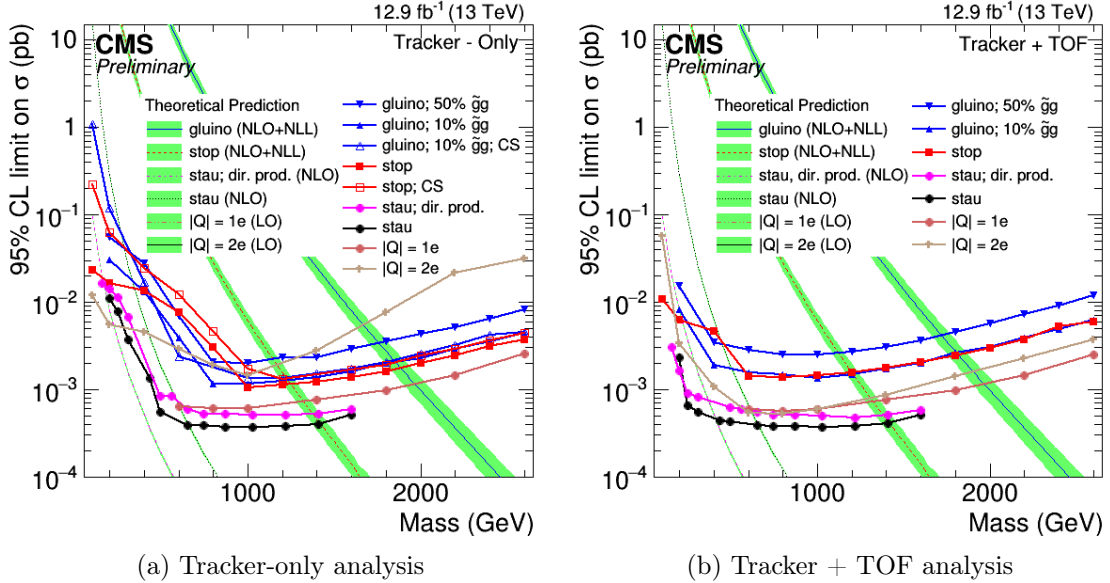 12.9 fb⁻¹ (13 TeV)
95% CL limit on σ (pb)
CMS
Preliminary
Tracker - Only
Theoretical Prediction
gluino (NLO+NLL)
stop (NLO+NLL)
stau, dir. prod. (NLO)
stau (NLO)
|Q| = 1e (LO)
|Q| = 2e (LO)
gluino; 50% g̃g
gluino; 10% g̃g
gluino; 10% g̃g; CS
stop
stop; CS
stau; dir. prod.
stau
|Q| = 1e
|Q| = 2e
10
1
10⁻¹
10⁻²
10⁻³
10⁻⁴
1000 2000
Mass (GeV)
(a) Tracker-only analysis
12.9 fb⁻¹ (13 TeV)
95% CL limit on σ (pb)
CMS
Preliminary
Tracker + TOF
Theoretical Prediction
gluino (NLO+NLL)
stop (NLO+NLL)
stau, dir. prod. (NLO)
stau (NLO)
|Q| = 1e (LO)
|Q| = 2e (LO)
gluino; 50% g̃g
gluino; 10% g̃g
stop
stau; dir. prod.
stau
|Q| = 1e
|Q| = 2e
10
1
10⁻¹
10⁻²
10⁻³
10⁻⁴
1000 2000
Mass (GeV)
(b) Tracker + TOF analysis